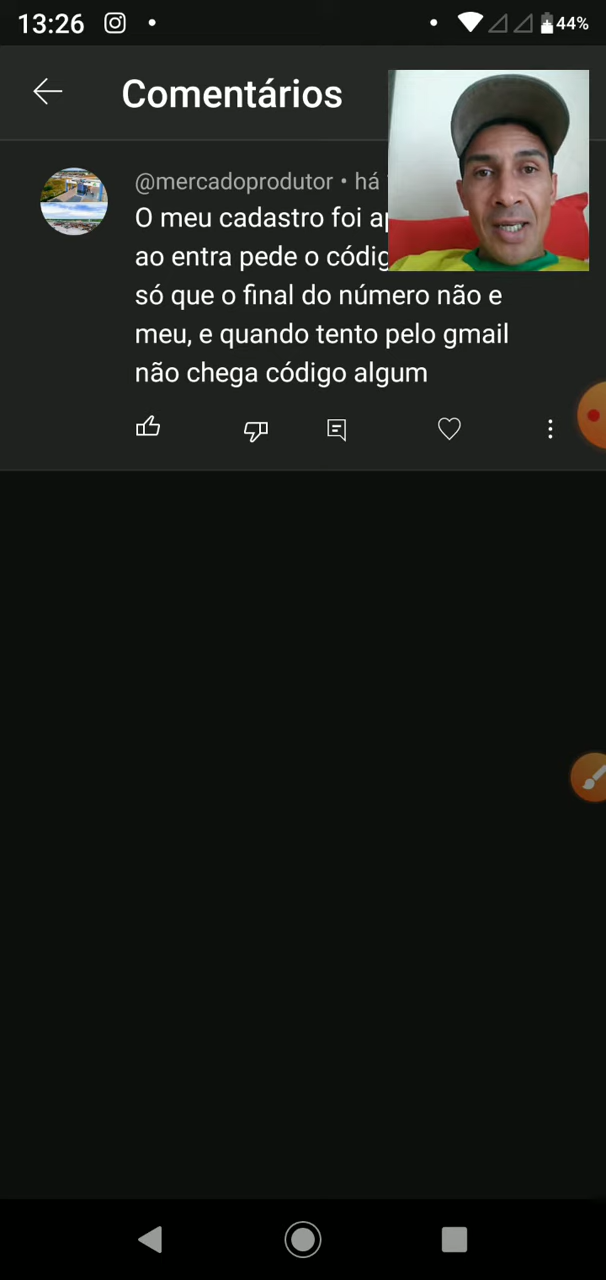 13:26
44%
Comentários
@mercadoprodutor • há
O meu cadastro foi
ao entra pede o
só que o final do número não e
meu, e quando tento pelo gmail
não chega código algum